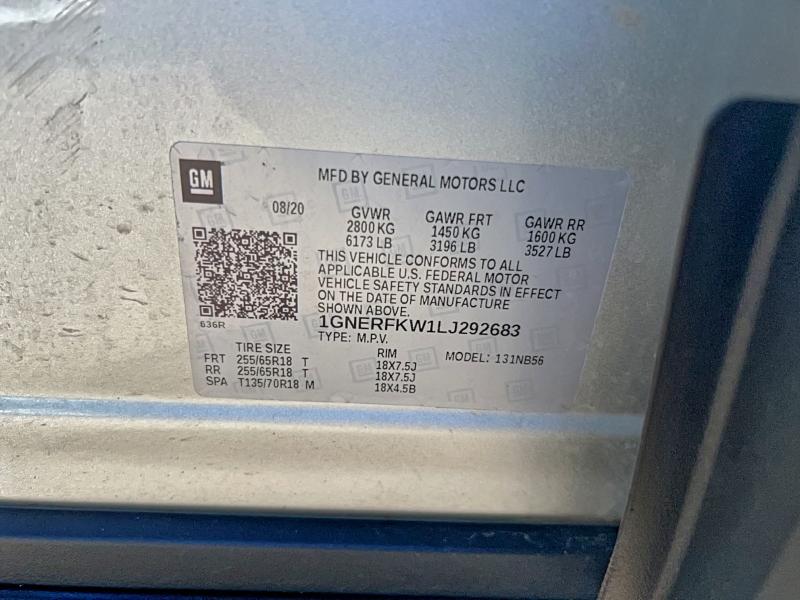 GM
MFD BY GENERAL MOTORS LLC
08/20
GVWR GAWR FRT GAWR RR
2800 KG 1450 KG 1600 KG
6173 LB 3196 LB 3527 LB
THIS VEHICLE CONFORMS TO ALL
APPLICABLE U.S. FEDERAL MOTOR
VEHICLE SAFETY STANDARDS IN EFFECT
ON THE DATE OF MANUFACTURE
SHOWN ABOVE.
636R
1GNERFKW1LJ292683
TYPE: M.P.V.
TIRE SIZE RIM MODEL: 131NB56
FRT 255/65R18 T 18X7.5J
RR 255/65R18 T 18X7.5J
SPA T135/70R18 M 18X4.5B